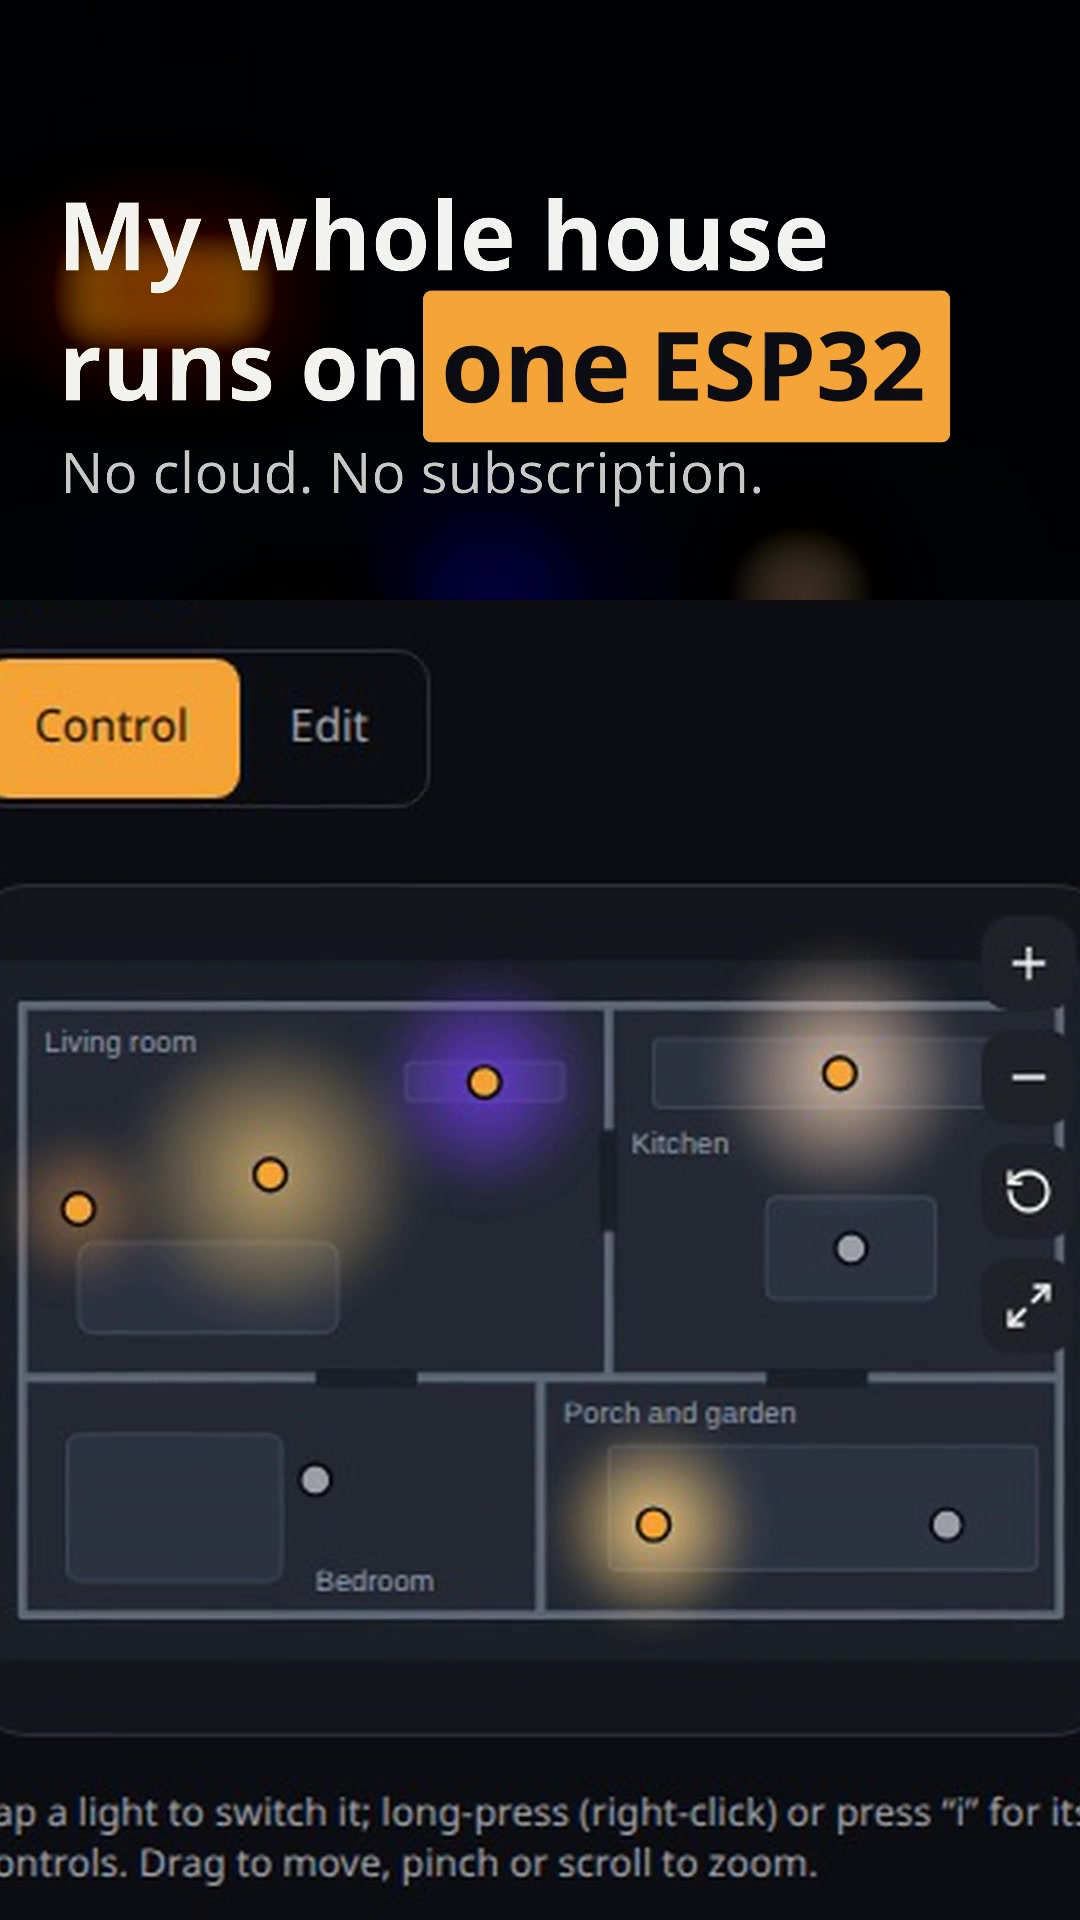 My whole house
runs on one ESP32
No cloud. No subscription.
Control
Edit
Living room
Kitchen
Porch and garden
Bedroom
ap a light to switch it; long-press (right-click) or press “i” for its
ontrols. Drag to move, pinch or scroll to zoom.